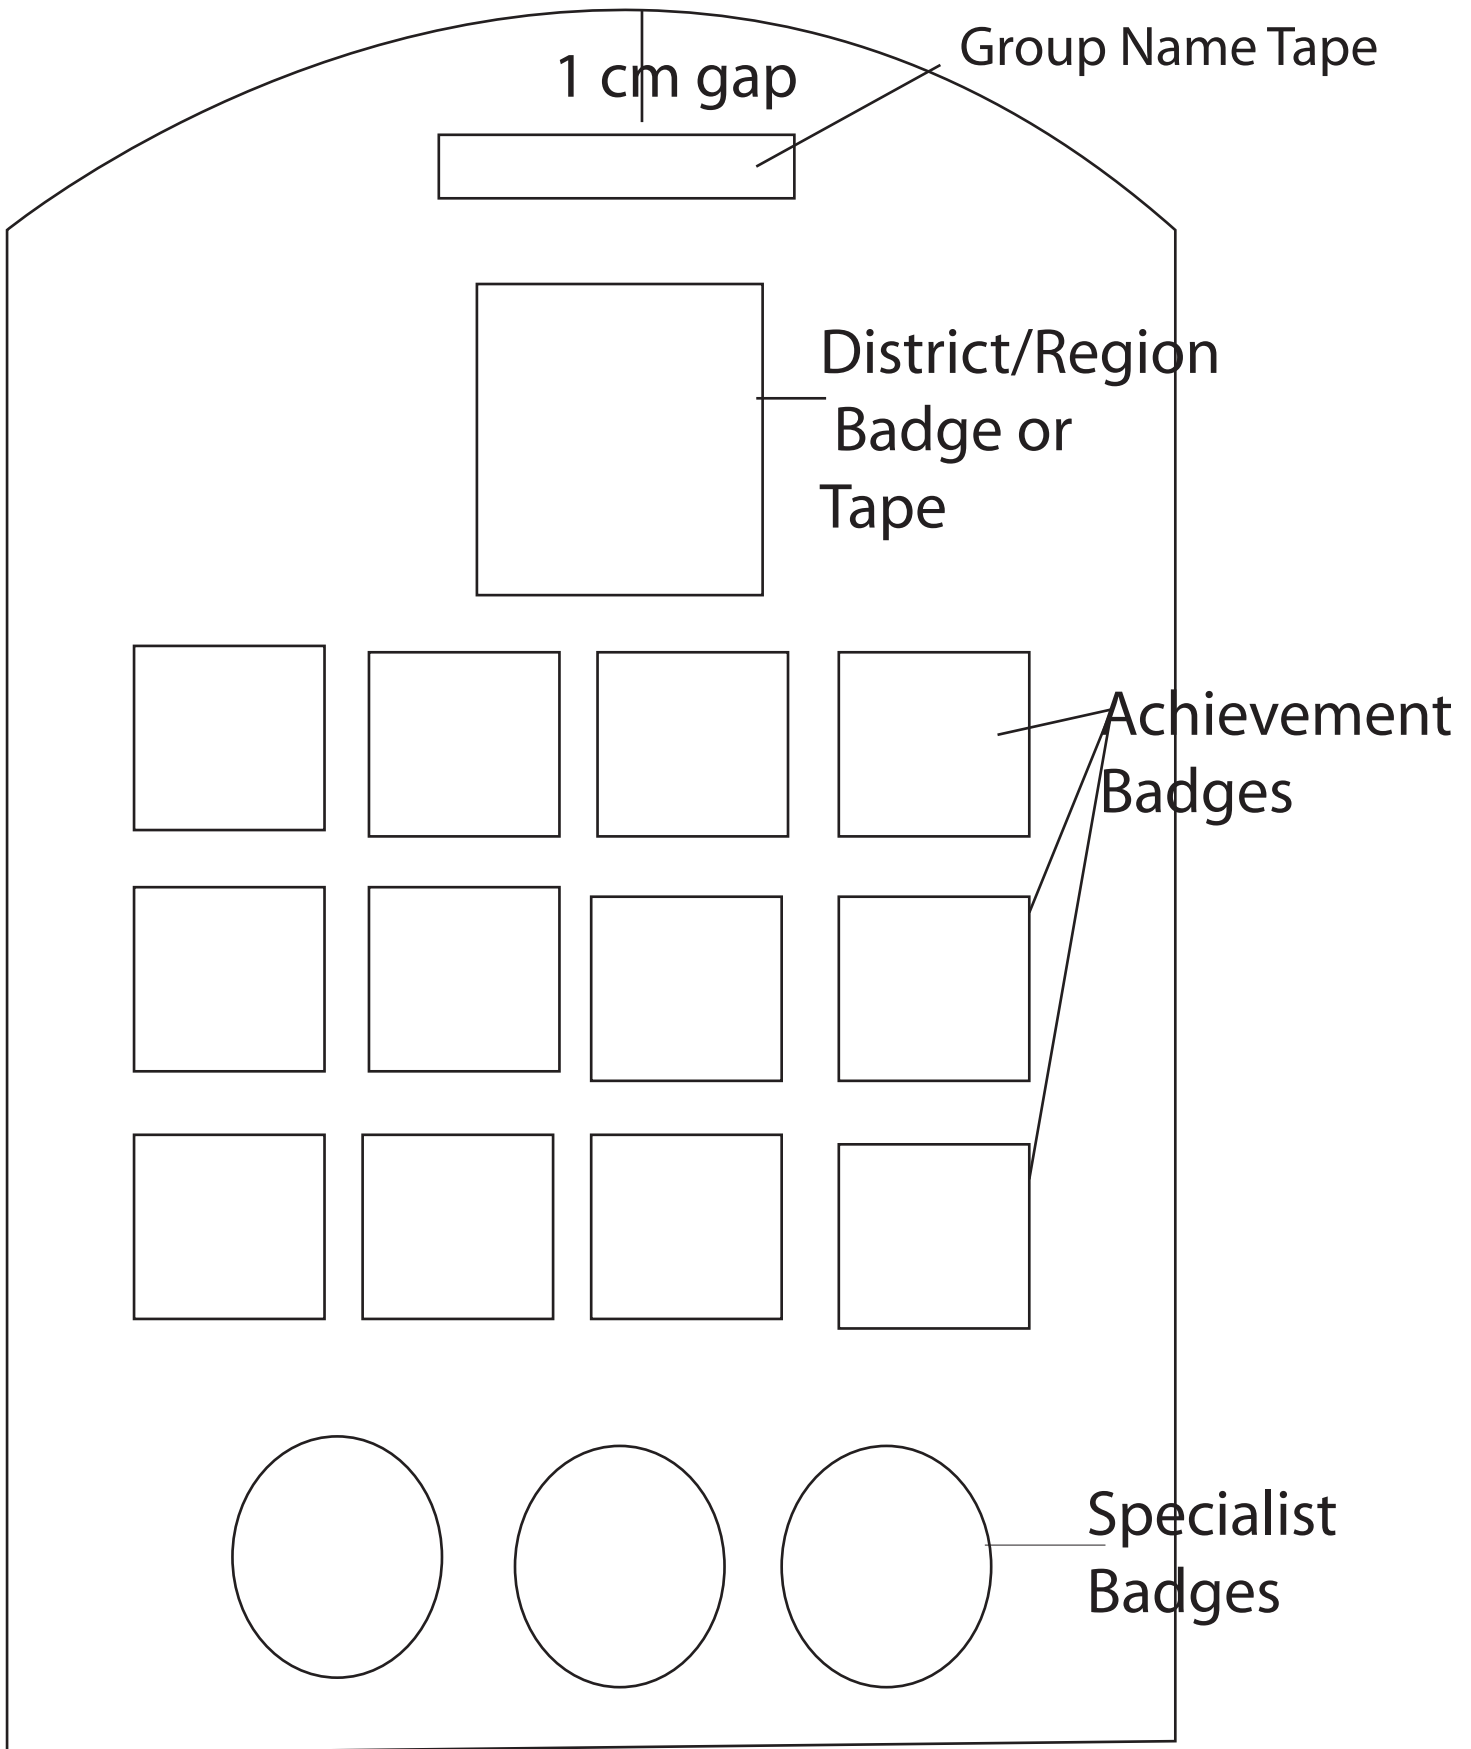 Group Name Tape
1 cm gap
District/Region
Badge or
Tape
Achievement
Badges
Specialist
Badges